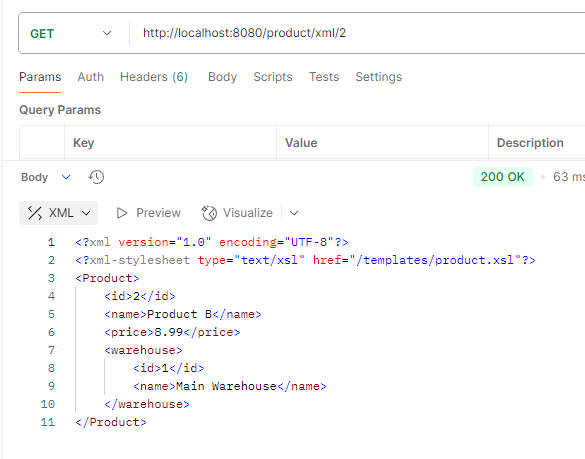 GET http://localhost:8080/product/xml/2
Params Auth Headers (6) Body Scripts Tests Settings
Query Params
Key Value Description
Body 200 OK • 63 ms
XML Preview Visualize
1 <?xml version="1.0" encoding="UTF-8"?>
2 <?xml-stylesheet type="text/xsl" href="/templates/product.xsl"?>
3 <Product>
4 <id>2</id>
5 <name>Product B</name>
6 <price>8.99</price>
7 <warehouse>
8 <id>1</id>
9 <name>Main Warehouse</name>
10 </warehouse>
11 </Product>